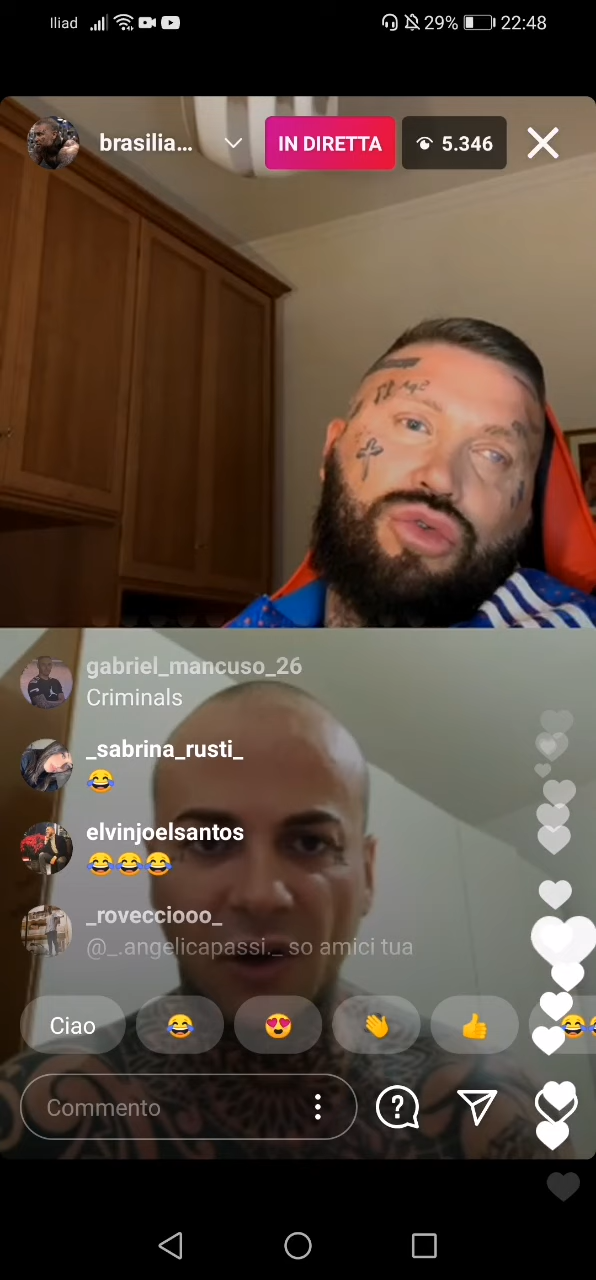 Iliad 29% 22:48
brasilia... IN DIRETTA 5.346
gabriel_mancuso_26
Criminals
_sabrina_rusti_
😂
elvinjoelsantos
😂😂😂
_rovecciooo_
@_.angelicapassi._ so amici tua
Ciao 😂 😍 👋 👍 😂
Commento